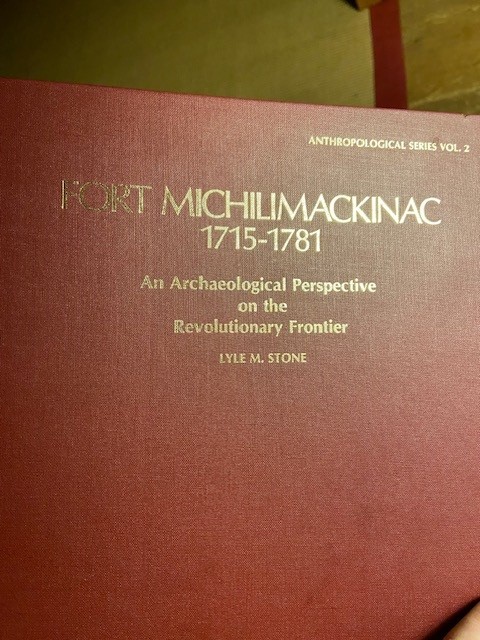 ANTHROPOLOGICAL SERIES VOL. 2
FORT MICHILIMACKINAC
1715-1781
An Archaeological Perspective
on the
Revolutionary Frontier
LYLE M. STONE